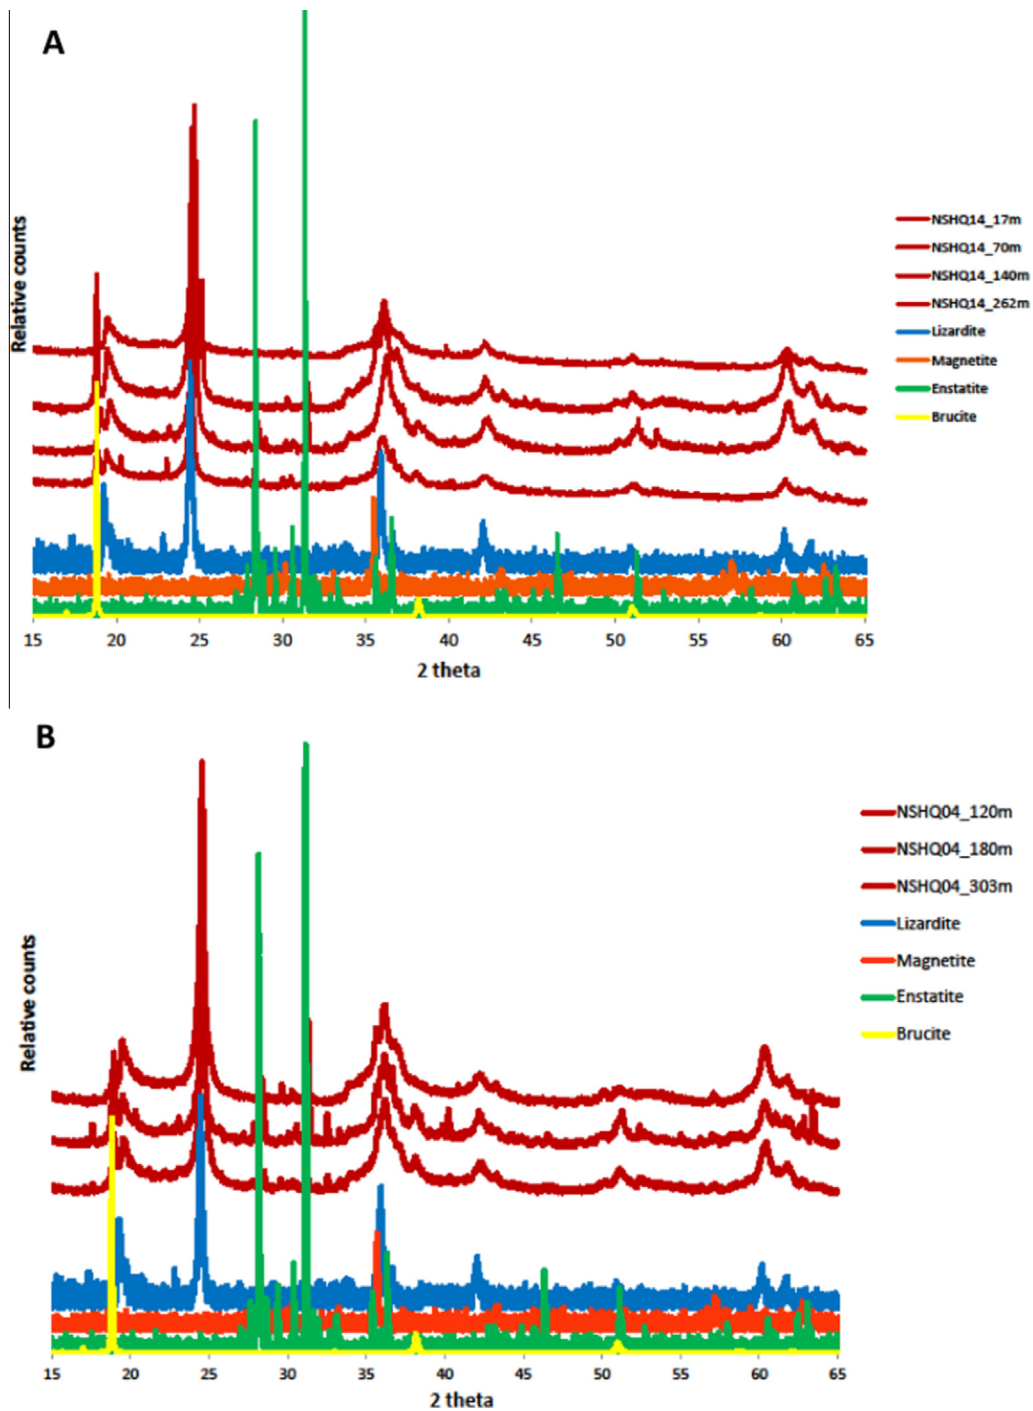 A
Relative counts
NSHQ14_17m
NSHQ14_70m
NSHQ14_140m
NSHQ14_262m
Lizardite
Magnetite
Enstatite
Brucite
15 20 25 30 35 40 45 50 55 60 65
2 theta
B
Relative counts
NSHQ04_120m
NSHQ04_180m
NSHQ04_303m
Lizardite
Magnetite
Enstatite
Brucite
15 20 25 30 35 40 45 50 55 60 65
2 theta